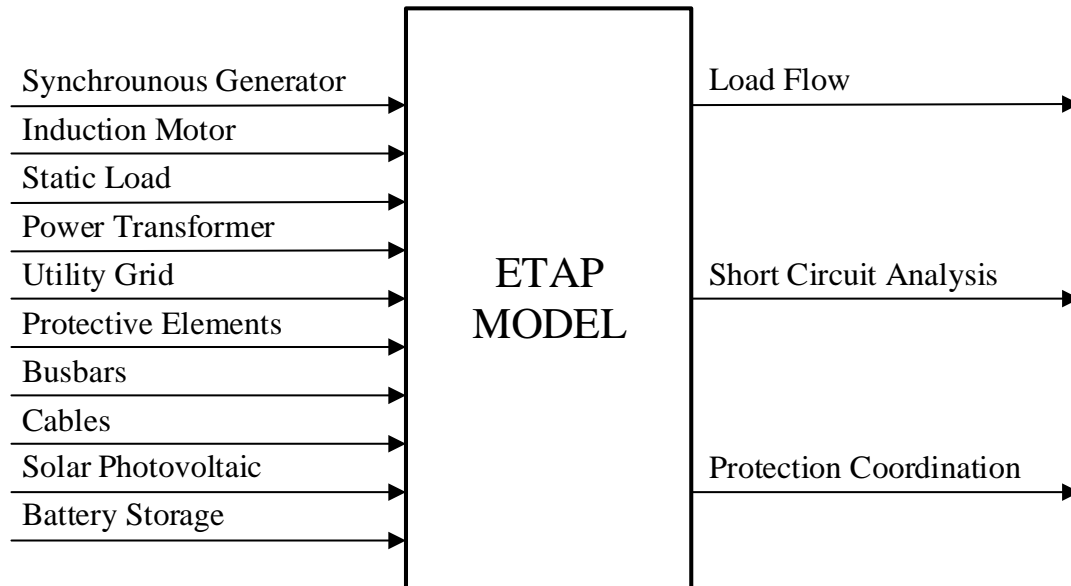 Synchrounous Generator
Induction Motor
Static Load
Power Transformer
Utility Grid
Protective Elements
Busbars
Cables
Solar Photovoltaic
Battery Storage
ETAP
MODEL
Load Flow
Short Circuit Analysis
Protection Coordination